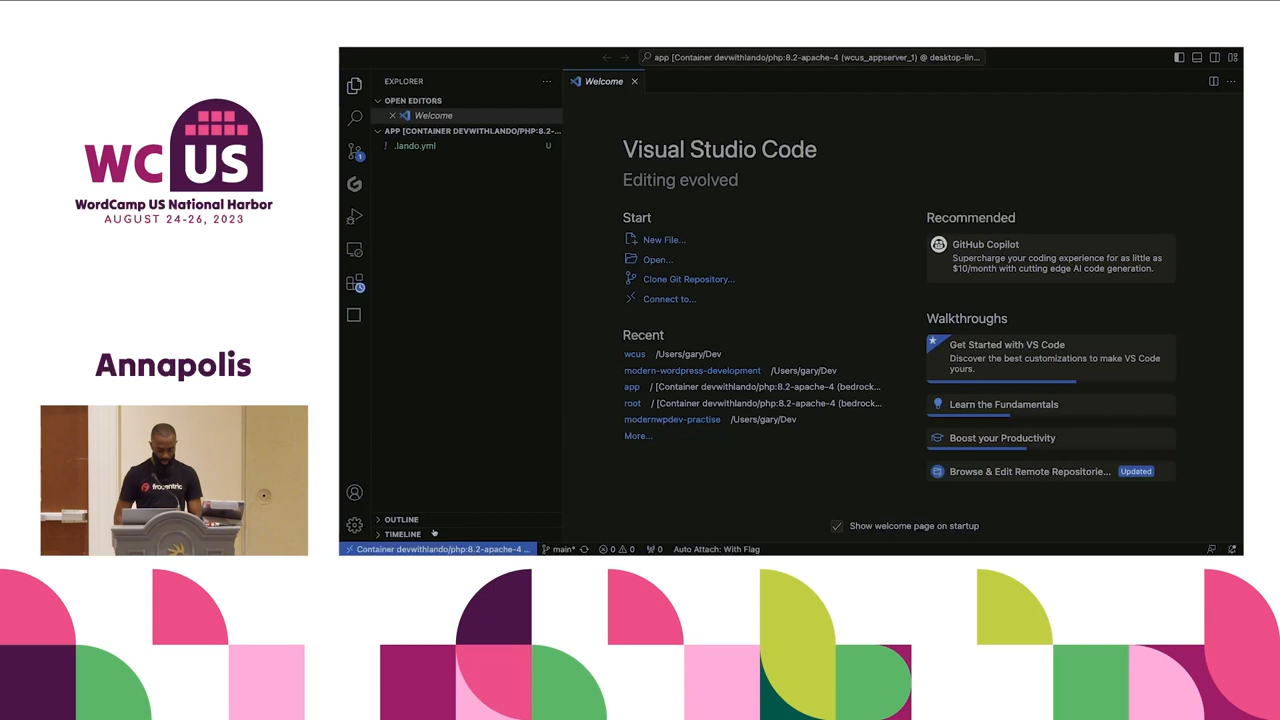 WC US
WordCamp US National Harbor
AUGUST 24-26, 2023
Annapolis
frocentric
app [Container devwithlando/php:8.2-apache-4 (wcus_appserver_1) @ desktop-lin...
EXPLORER
OPEN EDITORS
Welcome
APP [CONTAINER DEVWITHLANDO/PHP:8.2-...
! .lando.yml U
1
OUTLINE
TIMELINE
Welcome
Visual Studio Code
Editing evolved
Start
New File...
Open...
Clone Git Repository...
Connect to...
Recent
wcus /Users/gary/Dev
modern-wordpress-development /Users/gary/Dev
app / [Container devwithlando/php:8.2-apache-4 (bedrock...
root / [Container devwithlando/php:8.2-apache-4 (bedrock...
modernwpdev-practise /Users/gary/Dev
More...
Recommended
GitHub Copilot
Supercharge your coding experience for as little as
$10/month with cutting edge AI code generation.
Walkthroughs
Get Started with VS Code
Discover the best customizations to make VS Code
yours.
Learn the Fundamentals
Boost your Productivity
Browse & Edit Remote Repositorie... Updated
Show welcome page on startup
Container devwithlando/php:8.2-apache-4 ... main* 0 0 0 Auto Attach: With Flag